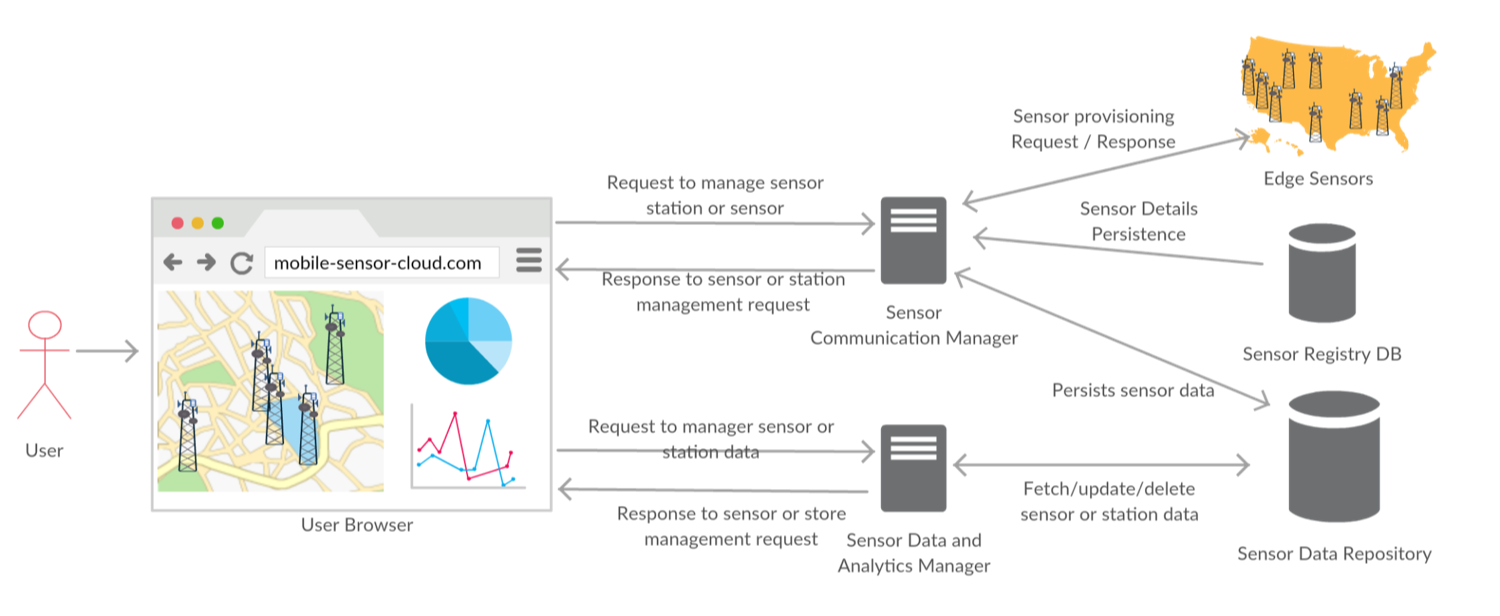 Sensor provisioning
Request / Response
Edge Sensors
Request to manage sensor
station or sensor
Sensor Details
Persistence
mobile-sensor-cloud.com
Response to sensor or station
management request
Sensor
Communication Manager
Sensor Registry DB
Persists sensor data
User
Request to manager sensor or
station data
Fetch/update/delete
sensor or station data
Response to sensor or store
management request
User Browser
Sensor Data and
Analytics Manager
Sensor Data Repository